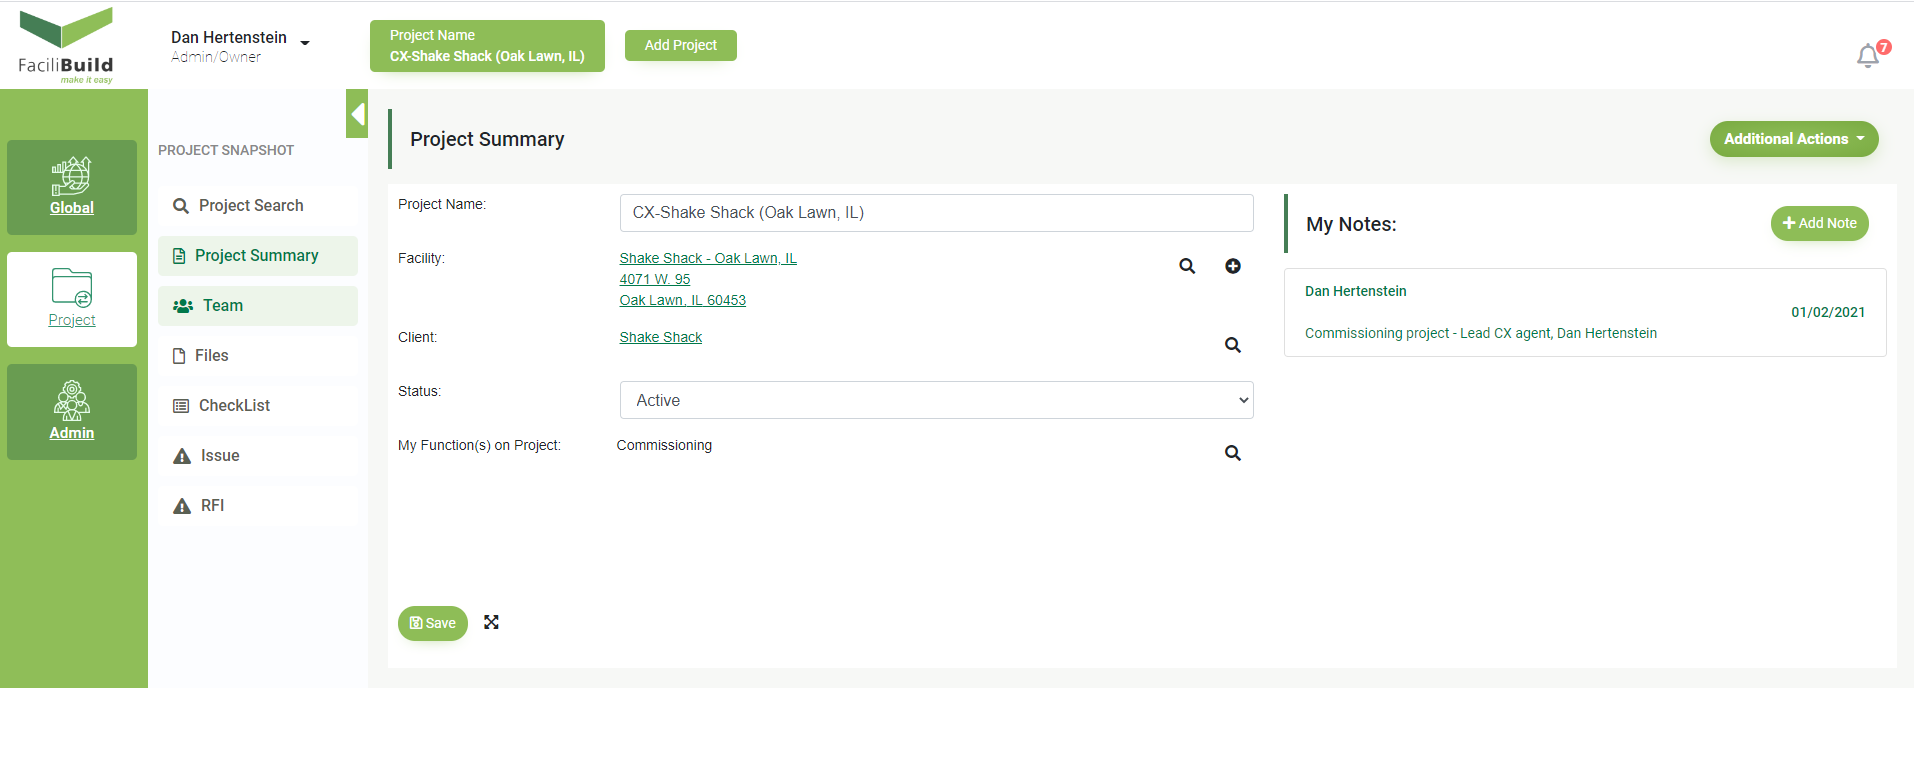 FaciliBuild
make it easy
Dan Hertenstein
Admin/Owner
Project Name
CX-Shake Shack (Oak Lawn, IL)
Add Project
7
Global
Project
Admin
PROJECT SNAPSHOT
Project Search
Project Summary
Team
Files
CheckList
Issue
RFI
Project Summary
Additional Actions
Project Name:
CX-Shake Shack (Oak Lawn, IL)
Facility:
Shake Shack - Oak Lawn, IL
4071 W. 95
Oak Lawn, IL 60453
Client:
Shake Shack
Status:
Active
My Function(s) on Project:
Commissioning
Save
My Notes:
Add Note
Dan Hertenstein
01/02/2021
Commissioning project - Lead CX agent, Dan Hertenstein